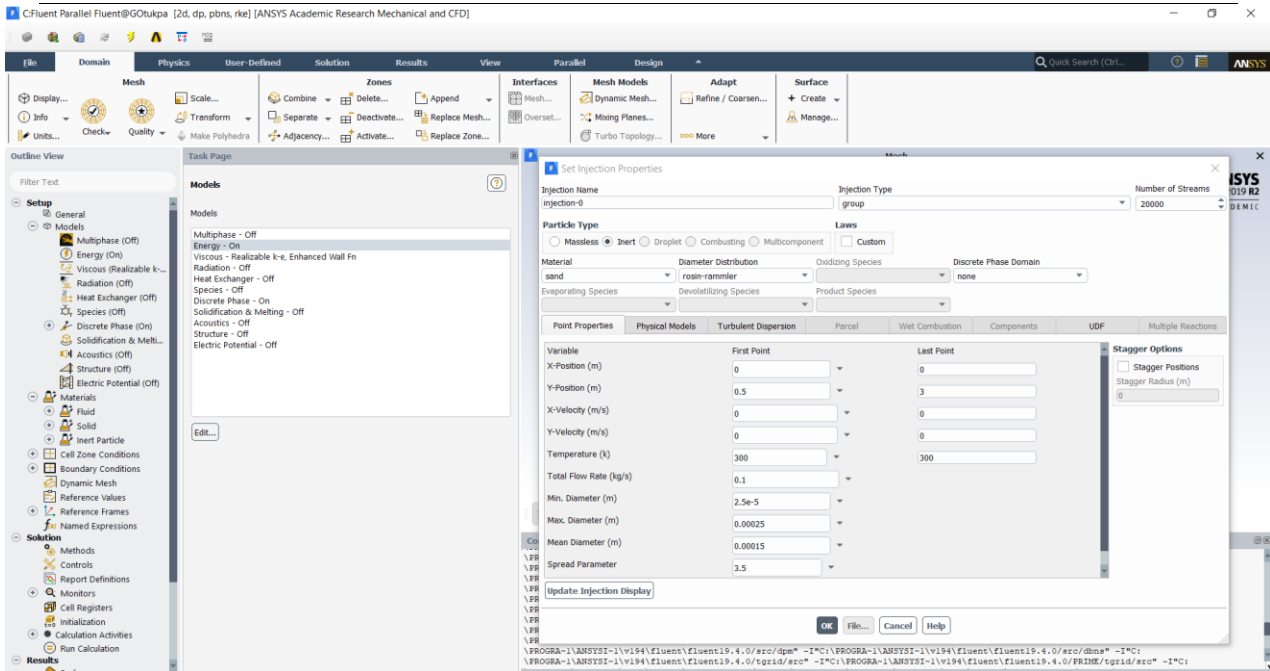 C:Fluent Parallel Fluent@GOtukpa [2d, dp, pbns, rke] [ANSYS Academic Research Mechanical and CFD]
File Domain Physics User-Defined Solution Results View Parallel Design Quick Search (Ctrl... ANSYS
Mesh Zones Interfaces Mesh Models Adapt Surface
Display... Scale... Combine Delete... Append Mesh... Dynamic Mesh... Refine / Coarsen... + Create
Info Transform Separate Deactivate... Replace Mesh... Overset... Mixing Planes... Manage...
Units... Check Quality Make Polyhedra Adjacency... Activate... Replace Zone... Turbo Topology... More
Outline View
Filter Text
Setup
General
Models
Multiphase (Off)
Energy (On)
Viscous (Realizable k-...
Radiation (Off)
Heat Exchanger (Off)
Species (Off)
Discrete Phase (On)
Solidification & Melti...
Acoustics (Off)
Structure (Off)
Electric Potential (Off)
Materials
Fluid
Solid
Inert Particle
Cell Zone Conditions
Boundary Conditions
Dynamic Mesh
Reference Values
Reference Frames
Named Expressions
Solution
Methods
Controls
Report Definitions
Monitors
Cell Registers
Initialization
Calculation Activities
Run Calculation
Results
Task Page
Models
Models
Multiphase - Off
Energy - On
Viscous - Realizable k-e, Enhanced Wall Fn
Radiation - Off
Heat Exchanger - Off
Species - Off
Discrete Phase - On
Solidification & Melting - Off
Acoustics - Off
Structure - Off
Electric Potential - Off
Edit...
Set Injection Properties
Injection Name Injection Type Number of Streams
injection-0 group 20000
Particle Type Laws
Massless Inert Droplet Combusting Multicomponent Custom
Material Diameter Distribution Oxidizing Species Discrete Phase Domain
sand rosin-rammler none
Evaporating Species Devolatilizing Species Product Species
Point Properties Physical Models Turbulent Dispersion Parcel Wet Combustion Components UDF Multiple Reactions
Variable First Point Last Point
X-Position (m) 0 0
Y-Position (m) 0.5 3
X-Velocity (m/s) 0 0
Y-Velocity (m/s) 0 0
Temperature (k) 300 300
Total Flow Rate (kg/s) 0.1
Min. Diameter (m) 2.5e-5
Max. Diameter (m) 0.00025
Mean Diameter (m) 0.00015
Spread Parameter 3.5
Stagger Options
Stagger Positions
Stagger Radius (m)
0
Update Injection Display
OK File... Cancel Help
\PROGRA~1\ANSYSI~1\v194\fluent\fluent19.4.0/src/dpm" -I"C:\PROGRA~1\ANSYSI~1\v194\fluent\fluent19.4.0/src/dbns" -I"C:
\PROGRA~1\ANSYSI~1\v194\fluent\fluent19.4.0/tgrid/src" -I"C:\PROGRA~1\ANSYSI~1\v194\fluent\fluent19.4.0/PRIME/tgrid/src" -I"C: